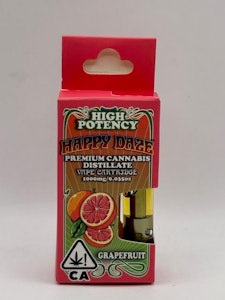 HIGH
POTENCY
HAPPY DAZE
PREMIUM CANNABIS
DISTILLATE
VAPE CARTRIDGE
1000mg/0.035oz
GRAPEFRUIT
CA